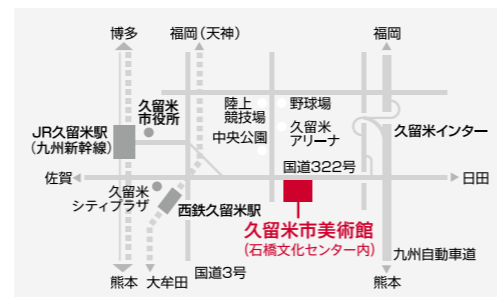 博多
福岡（天神）
福岡
久留米
市役所
陸上
競技場
野球場
中央公園
久留米
アリーナ
JR久留米駅
（九州新幹線）
久留米インター
国道322号
佐賀
日田
久留米
シティプラザ
西鉄久留米駅
久留米市美術館
（石橋文化センター内）
九州自動車道
国道3号
熊本
大牟田
熊本